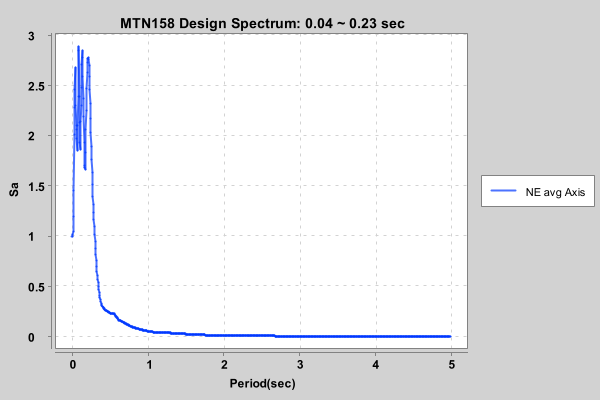 MTN158 Design Spectrum: 0.04 ~ 0.23 sec
3
2.5
2
1.5
1
0.5
0
Sa
0 1 2 3 4 5
Period(sec)
NE avg Axis